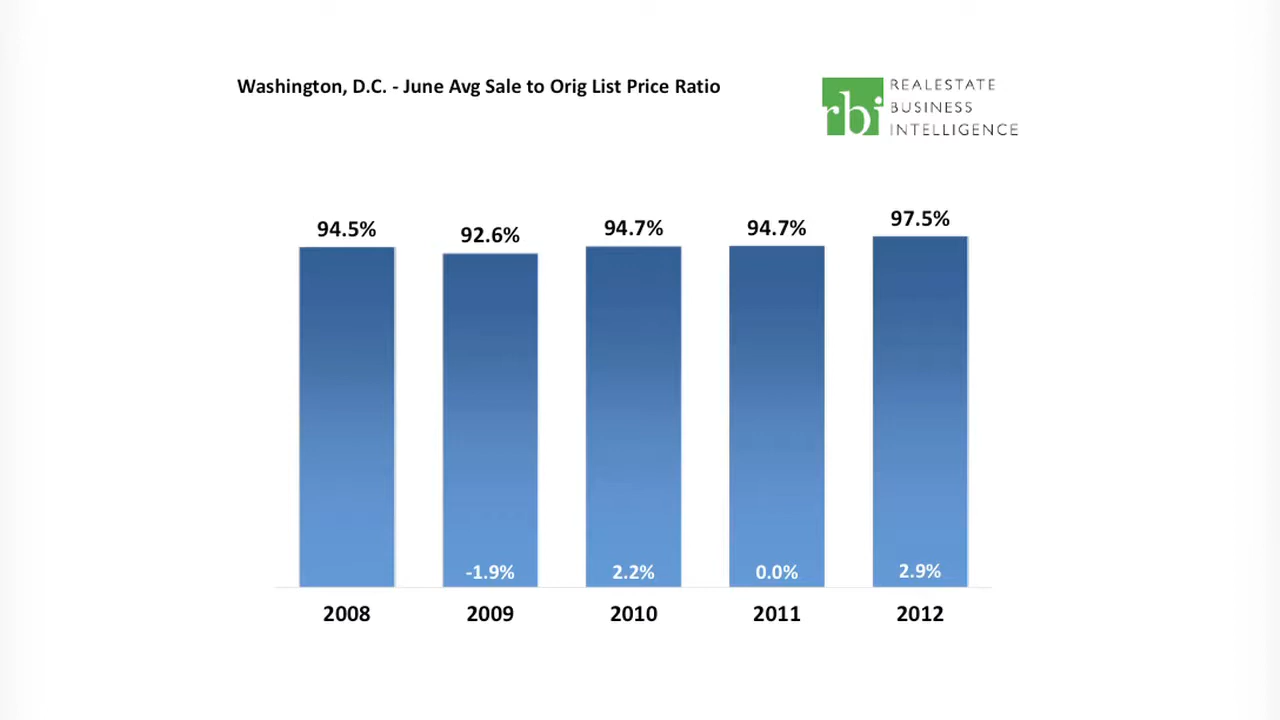 Washington, D.C. - June Avg Sale to Orig List Price Ratio
rbi
REALESTATE
BUSINESS
INTELLIGENCE
94.5%
92.6%
94.7%
94.7%
97.5%
-1.9%
2.2%
0.0%
2.9%
2008
2009
2010
2011
2012